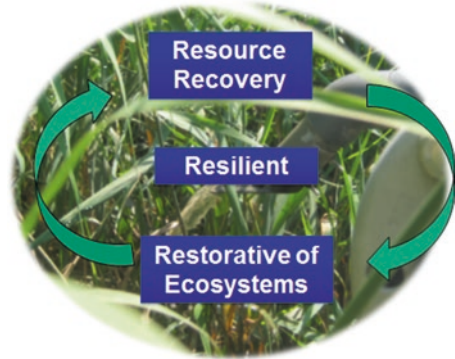 Resource
Recovery
Resilient
Restorative of
Ecosystems